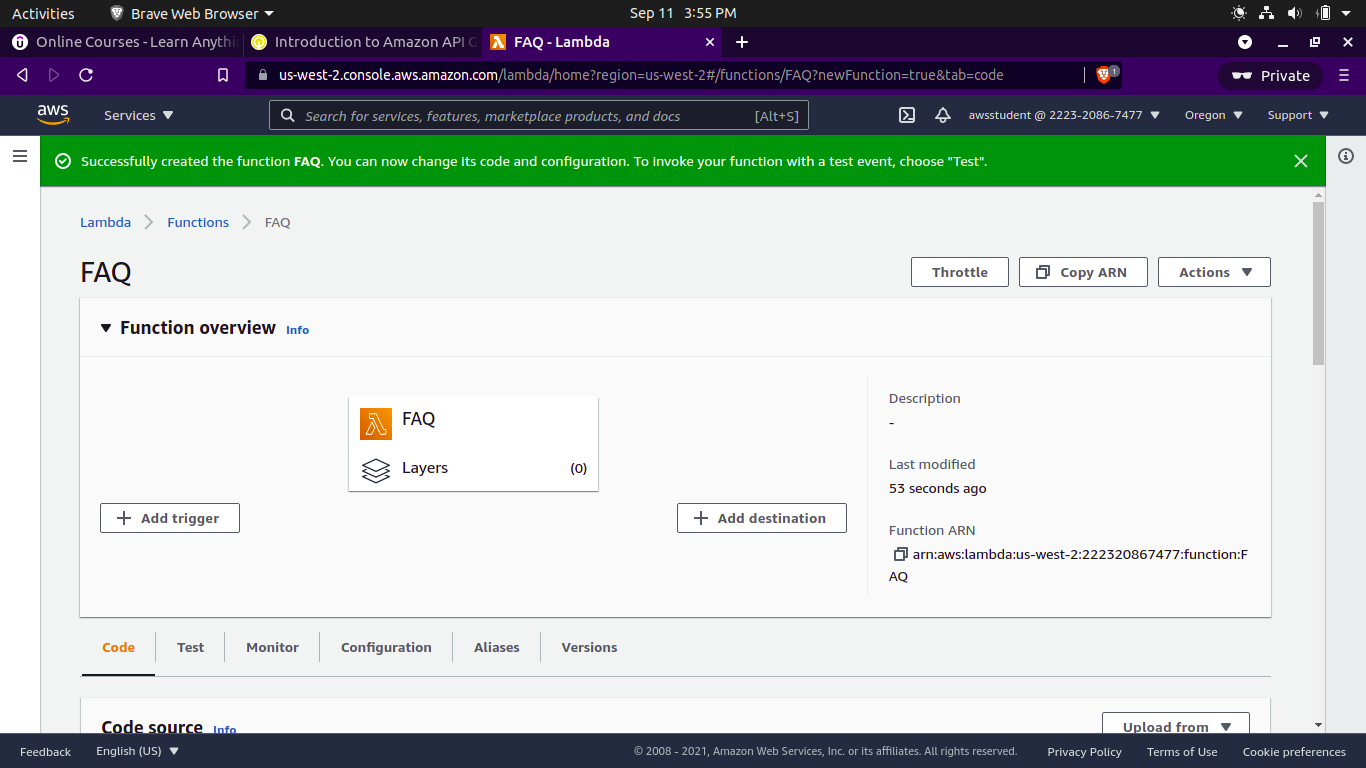 Activities Brave Web Browser Sep 11 3:55 PM
Online Courses - Learn Anythi Introduction to Amazon API G FAQ - Lambda
us-west-2.console.aws.amazon.com/lambda/home?region=us-west-2#/functions/FAQ?newFunction=true&tab=code 1 Private
aws Services Search for services, features, marketplace products, and docs [Alt+S] awsstudent @ 2223-2086-7477 Oregon Support
Successfully created the function FAQ. You can now change its code and configuration. To invoke your function with a test event, choose "Test".
Lambda Functions FAQ
FAQ Throttle Copy ARN Actions
Function overview Info
FAQ
Layers (0)
Add trigger Add destination
Description
-
Last modified
53 seconds ago
Function ARN
arn:aws:lambda:us-west-2:222320867477:function:F
AQ
Code Test Monitor Configuration Aliases Versions
Code source Info Upload from
Feedback English (US) © 2008 - 2021, Amazon Web Services, Inc. or its affiliates. All rights reserved. Privacy Policy Terms of Use Cookie preferences